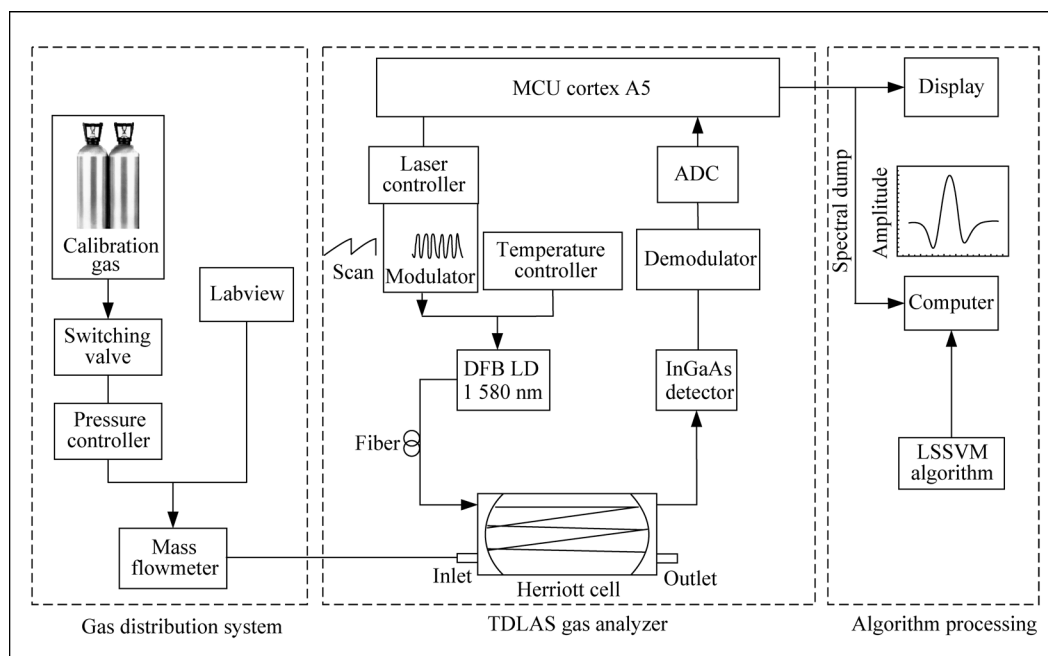 Calibration
gas
Switching
valve
Pressure
controller
Labview
Mass
flowmeter
Gas distribution system
MCU cortex A5
Laser
controller
Scan
Modulator
Temperature
controller
DFB LD
1 580 nm
Fiber
ADC
Demodulator
InGaAs
detector
Inlet
Outlet
Herriott cell
TDLAS gas analyzer
Display
Spectral dump
Amplitude
Computer
LSSVM
algorithm
Algorithm processing